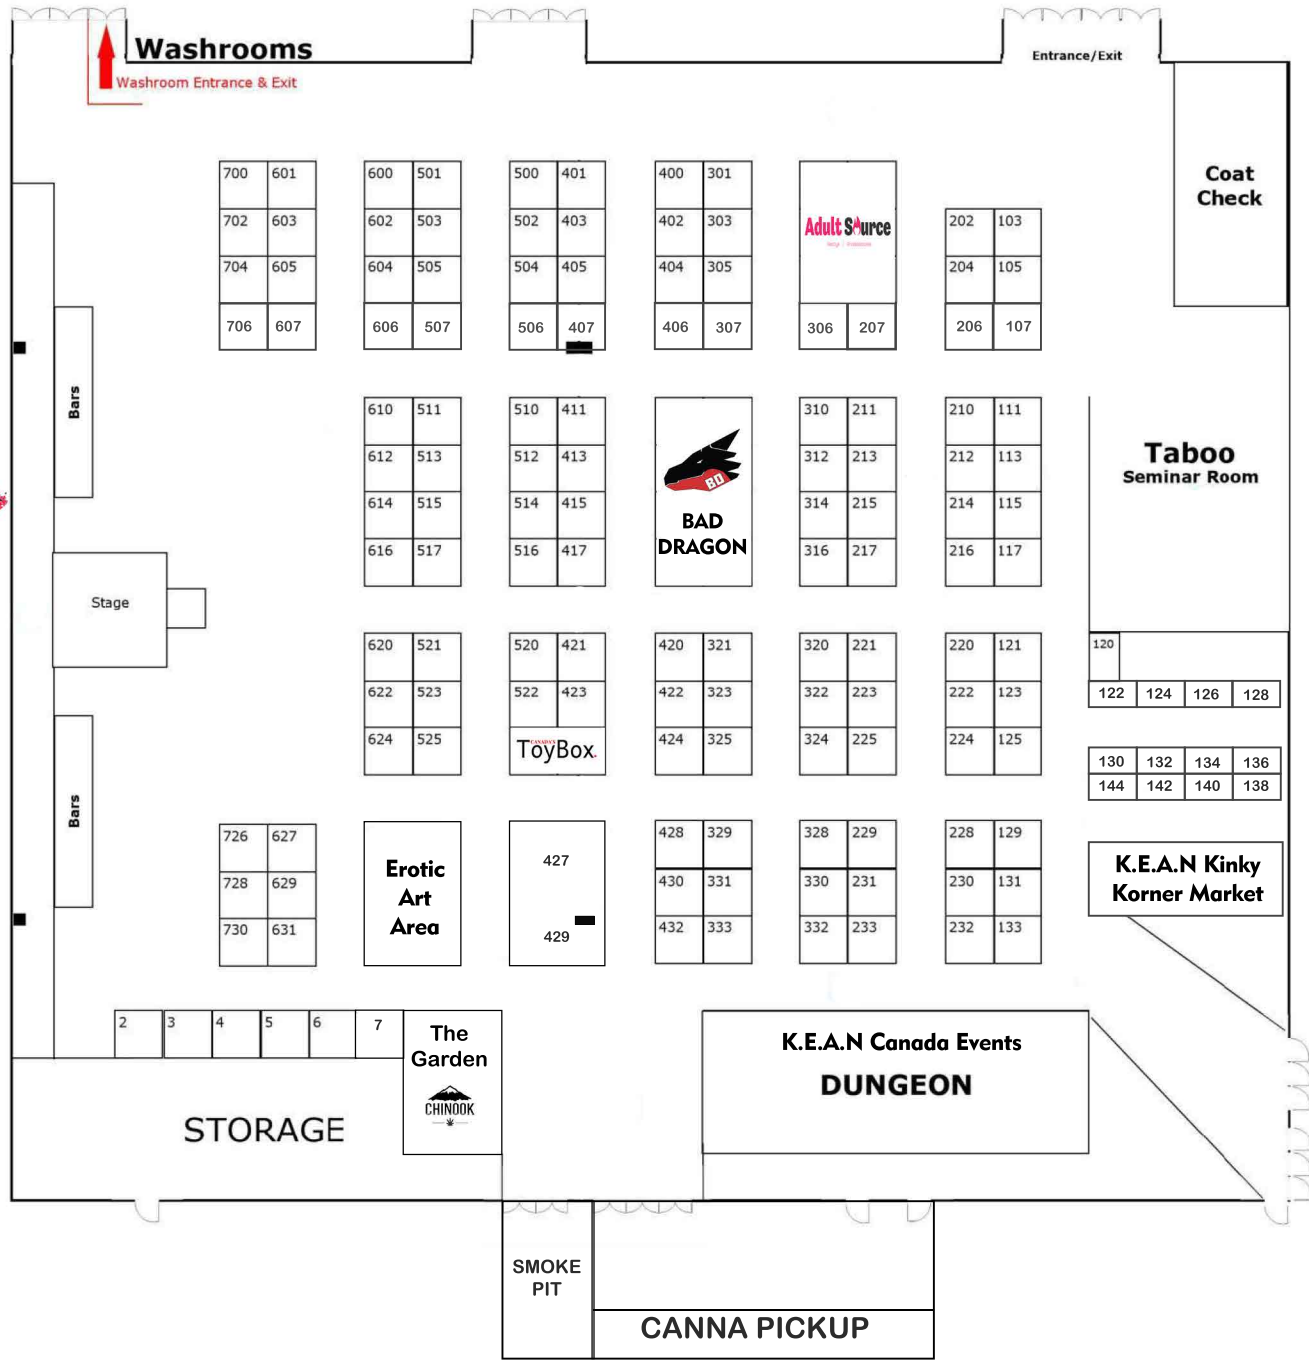 Washrooms
Washroom Entrance & Exit
Entrance/Exit
Coat
Check
700 601 600 501 500 401 400 301
702 603 602 503 502 403 402 303 Adult Source 202 103
704 605 604 505 504 405 404 305 204 105
706 607 606 507 506 407 406 307 306 207 206 107
Bars
610 511 510 411 310 211 210 111
612 513 512 413 312 213 212 113
614 515 514 415 314 215 214 115
616 517 516 417 316 217 216 117
BD
BAD
DRAGON
Taboo
Seminar Room
Stage
620 521 520 421 420 321 320 221 220 121 120
622 523 522 423 422 323 322 223 222 123 122 124 126 128
624 525 424 325 324 225 224 125
CANADA'S
ToyBox.
130 132 134 136
144 142 140 138
Bars
726 627 428 329 328 229 228 129
728 629 430 331 330 231 230 131
730 631 432 333 332 233 232 133
Erotic
Art
Area
427
429
K.E.A.N Kinky
Korner Market
2 3 4 5 6 7
The
Garden
CHINOOK
K.E.A.N Canada Events
DUNGEON
STORAGE
SMOKE
PIT
CANNA PICKUP